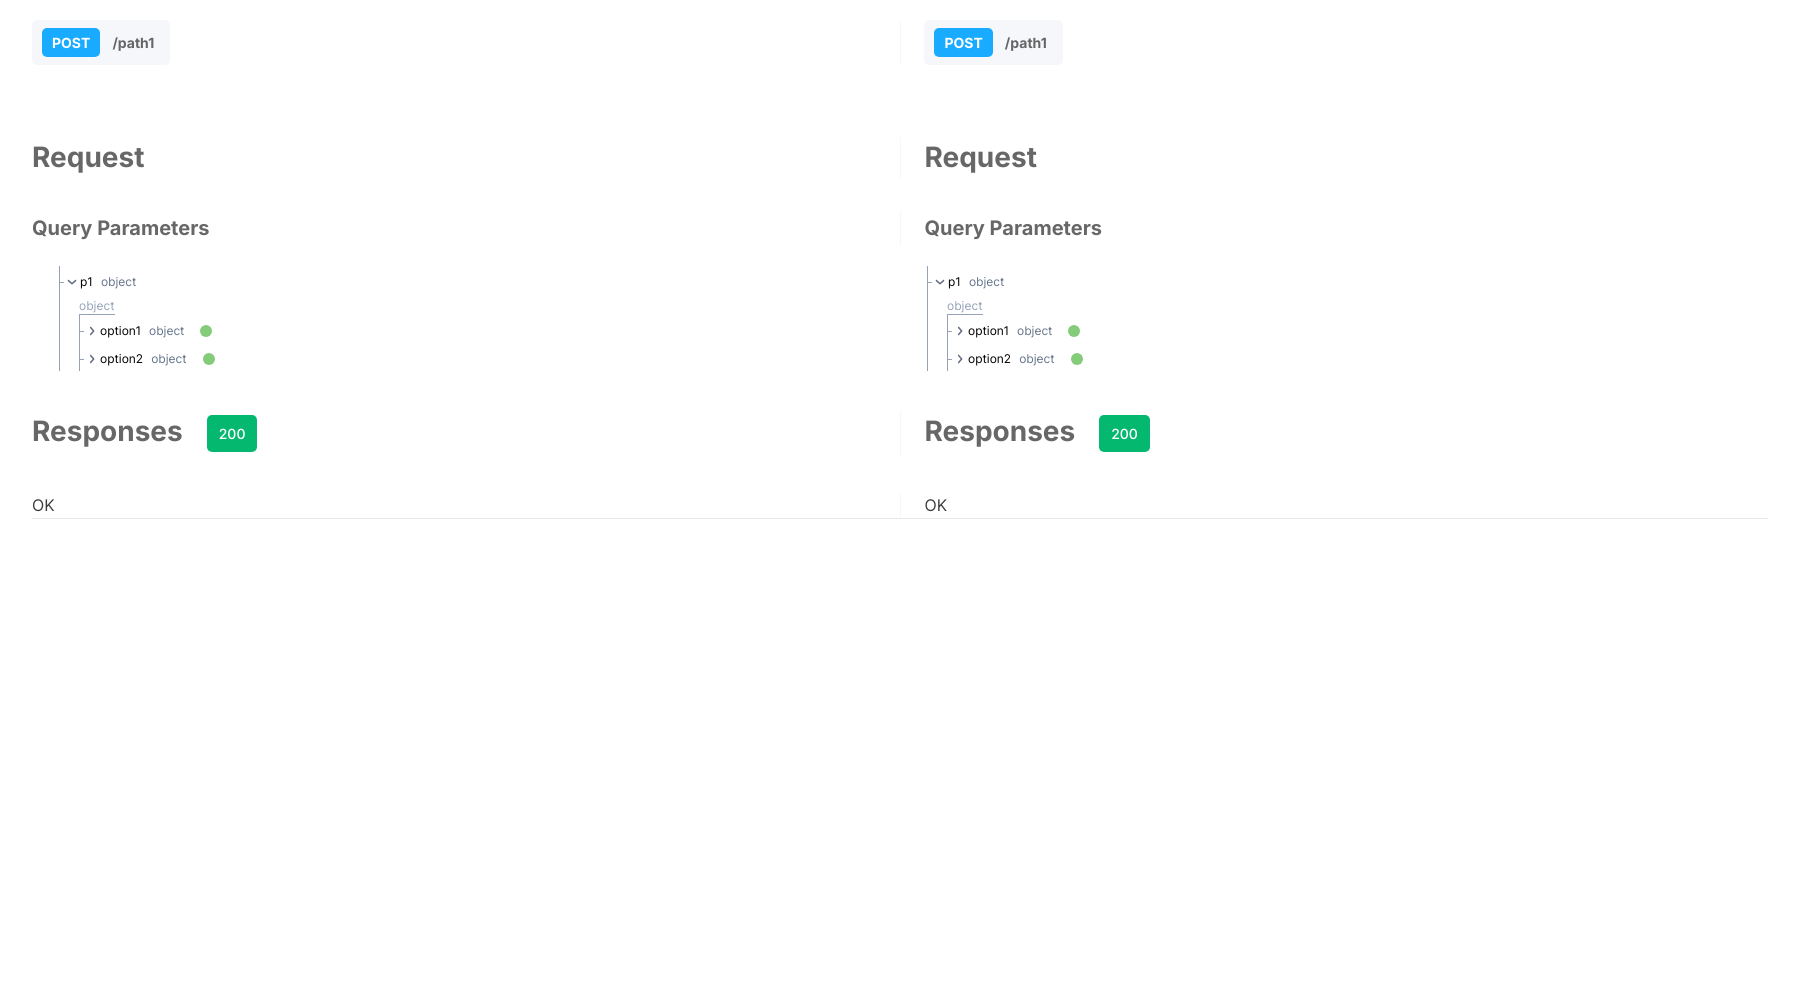 POST /path1
POST /path1
Request
Request
Query Parameters
Query Parameters
p1 object
p1 object
object
object
option1 object
option1 object
option2 object
option2 object
Responses 200
Responses 200
OK
OK